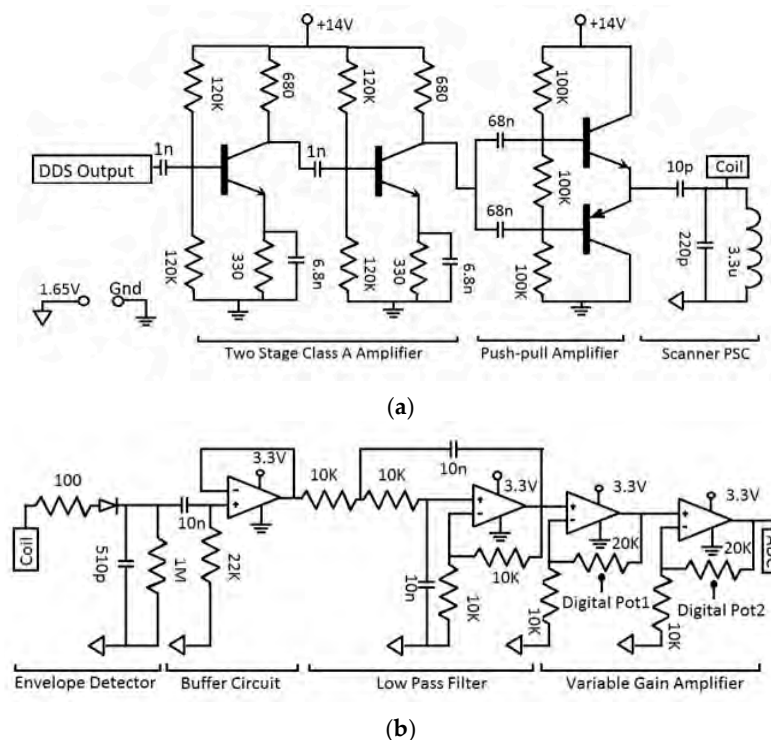 +14V
+14V
120K
680
120K
680
100K
68n
1n
1n
10p
Coil
DDS Output
100K
68n
220p
3.3u
120K
330
6.8n
120K
330
6.8n
100K
1.65V
Gnd
Two Stage Class A Amplifier
Push-pull Amplifier
Scanner PSC
(a)
3.3V
10n
100
10K
10K
3.3V
3.3V
3.3V
10n
Coil
510p
1M
22K
10n
10K
10K
20K
20K
10K
10K
Digital Pot1
Digital Pot2
Envelope Detector
Buffer Circuit
Low Pass Filter
Variable Gain Amplifier
(b)